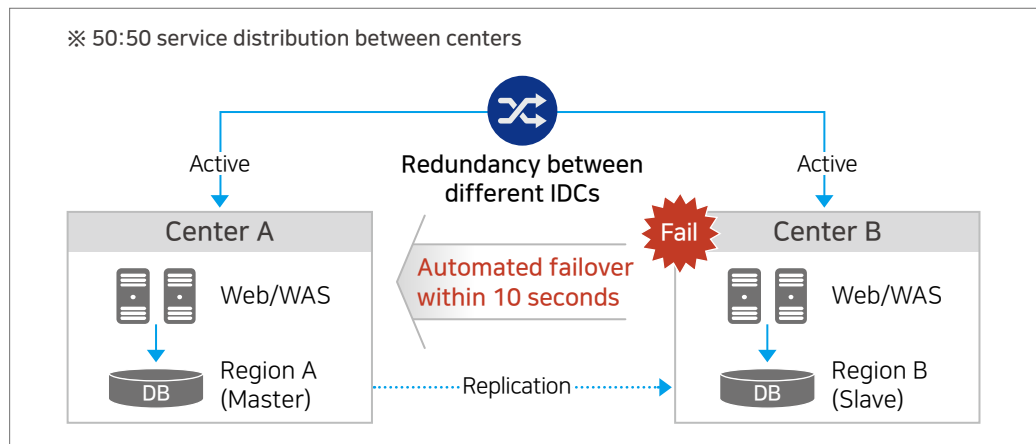 ※ 50:50 service distribution between centers
Active
Redundancy between
different IDCs
Active
Center A
Fail
Center B
Automated failover
within 10 seconds
Web/WAS
Web/WAS
DB
Region A
(Master)
Replication
DB
Region B
(Slave)